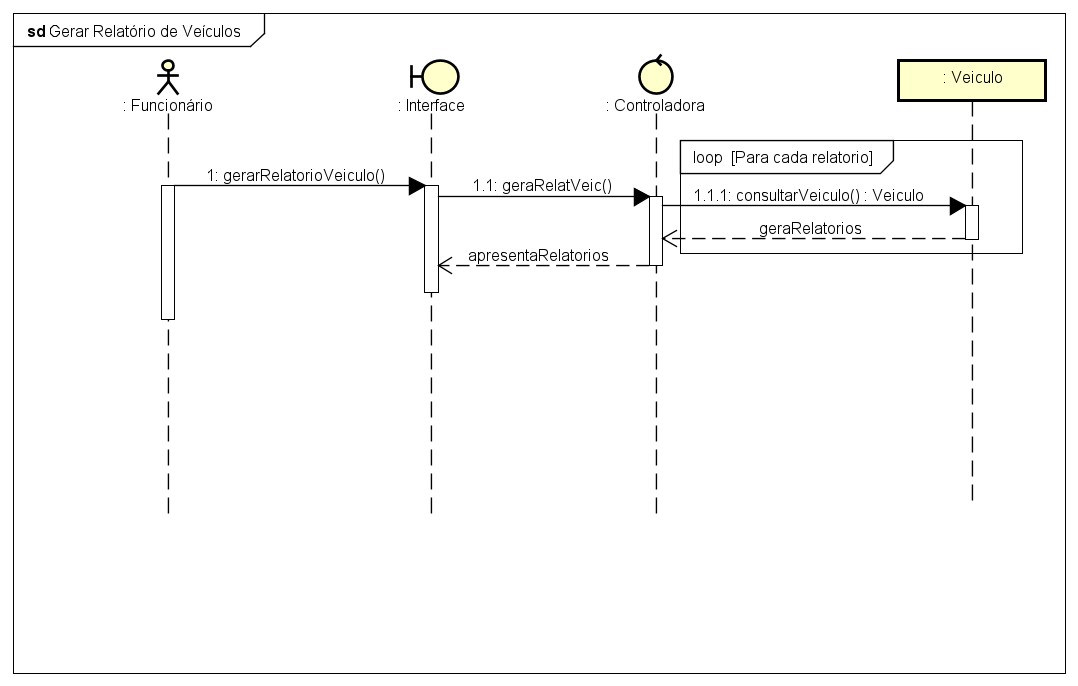 sd Gerar Relatório de Veículos
: Funcionário
: Interface
: Controladora
: Veiculo
loop [Para cada relatorio]
1: gerarRelatorioVeiculo()
1.1: geraRelatVeic()
1.1.1: consultarVeiculo() : Veiculo
geraRelatorios
apresentaRelatorios